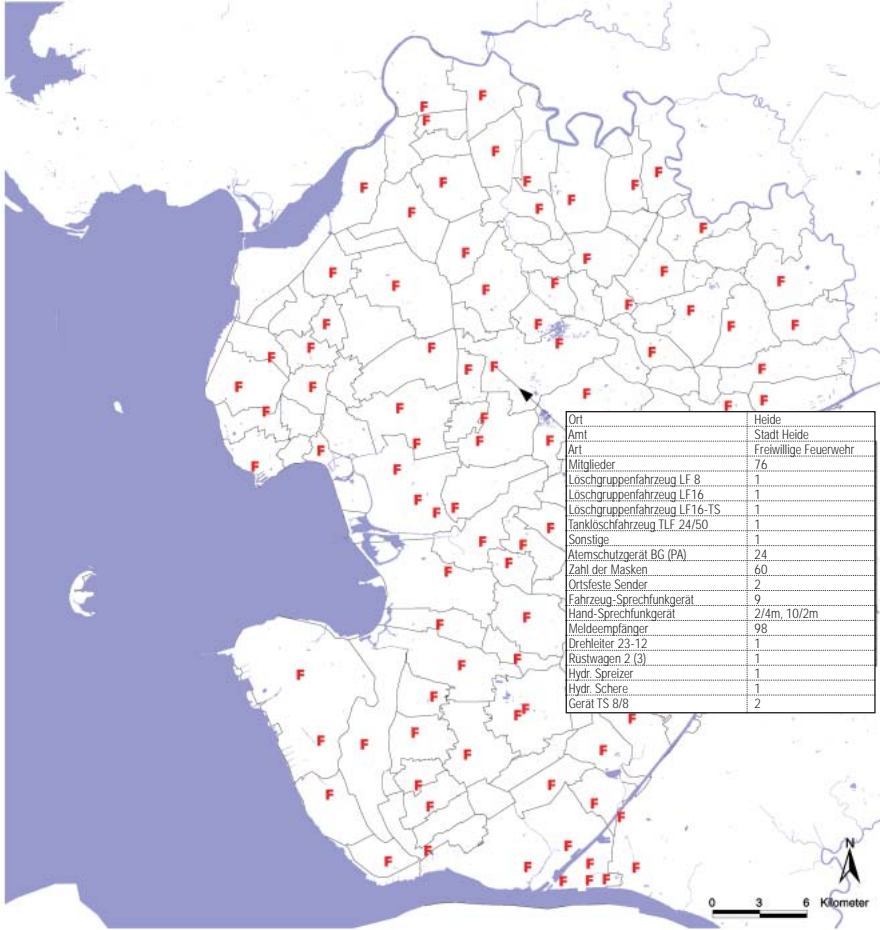 Ort Heide
Amt Stadt Heide
Art Freiwillige Feuerwehr
Mitglieder 76
Löschgruppenfahrzeug LF 8 1
Löschgruppenfahrzeug LF16 1
Löschgruppenfahrzeug LF16-TS 1
Tanklöschfahrzeug TLF 24/50 1
Sonstige 1
Atemschutzgerät BG (PA) 24
Zahl der Masken 60
Ortsfeste Sender 2
Fahrzeug-Sprechfunkgerät 9
Hand-Sprechfunkgerät 2/4m, 10/2m
Meldeempfänger 98
Drehleiter 23-12 1
Rüstwagen 2 (3) 1
Hydr. Spreizer 1
Hydr. Schere 1
Gerät TS 8/8 2
N
0 3 6 Kilometer